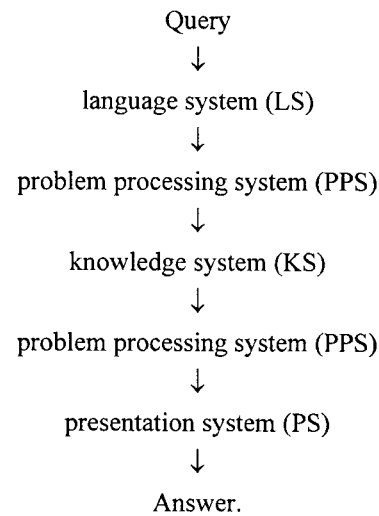 Query
↓
language system (LS)
↓
problem processing system (PPS)
↓
knowledge system (KS)
↓
problem processing system (PPS)
↓
presentation system (PS)
↓
Answer.